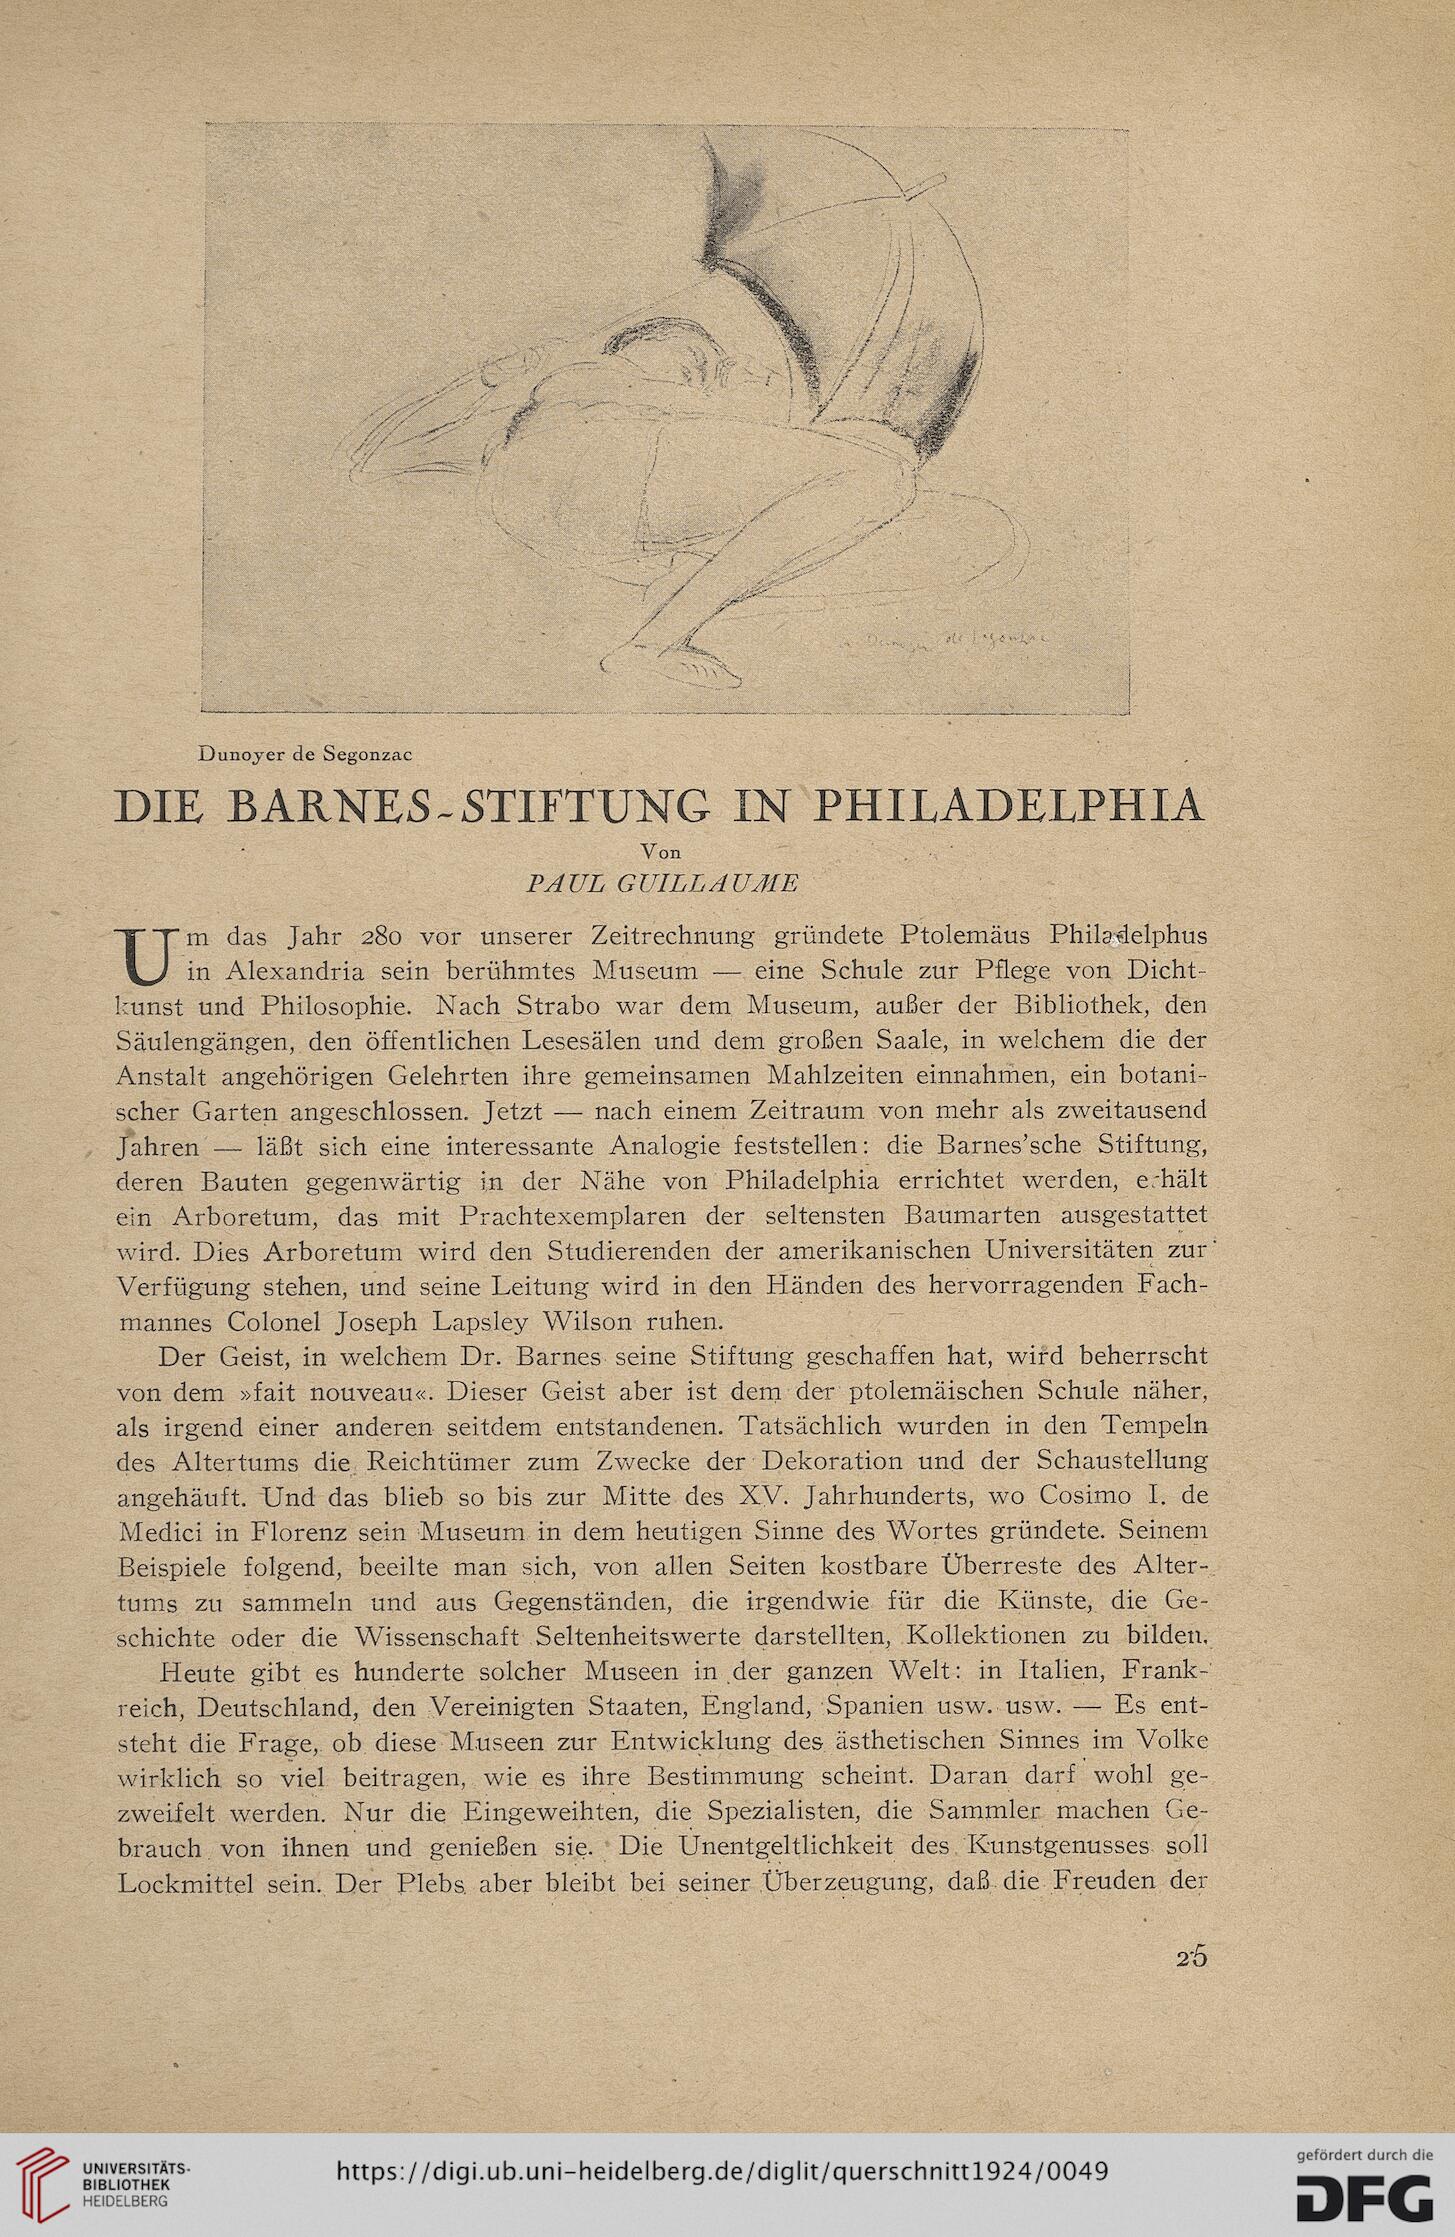 Dunoyer de Segonzac
DIE BARNES-STIFTUNG IN PHILADELPHIA
Von
PAUL GUILLAUME
Um das Jahr 280 vor unserer Zeitrechnung gründete Ptolemäus Philadelphus
in Alexandria sein berühmtes Museum — eine Schule zur Pflege von Dicht-
kunst und Philosophie. Nach Strabo war dem Museum, außer der Bibliothek, den
Säulengängen, den öffentlichen Lesesälen und dem großen Saale, in welchem die der
Anstalt angehörigen Gelehrten ihre gemeinsamen Mahlzeiten einnahmen, ein botani-
scher Garten angeschlossen. Jetzt — nach einem Zeitraum von mehr als zweitausend
Jahren — läßt sich eine interessante Analogie feststellen: die Barnes'sche Stiftung,
deren Bauten gegenwärtig in der Nähe von Philadelphia errichtet werden, erhält
ein Arboretum, das mit Prachtexemplaren der seltensten Baumarten ausgestattet
wird. Dies Arboretum wird den Studierenden der amerikanischen Universitäten zur
Verfügung stehen, und seine Leitung wird in den Händen des hervorragenden Fach-
mannes Colonel Joseph Lapsley Wilson ruhen.
Der Geist, in welchem Dr. Barnes seine Stiftung geschaffen hat, wird beherrscht
von dem »fait nouveau«. Dieser Geist aber ist dem der ptolemäischen Schule näher,
als irgend einer anderen seitdem entstandenen. Tatsächlich wurden in den Tempeln
des Altertums die Reichtümer zum Zwecke der Dekoration und der Schaustellung
angehäuft. Und das blieb so bis zur Mitte des XV. Jahrhunderts, wo Cosimo I. de
Medici in Florenz sein Museum in dem heutigen Sinne des Wortes gründete. Seinem
Beispiele folgend, beeilte man sich, von allen Seiten kostbare Überreste des Alter-
tums zu sammeln und aus Gegenständen, die irgendwie für die Künste, die Ge-
schichte oder die Wissenschaft Seltenheitswerte darstellten, Kollektionen zu bilden.
Heute gibt es hunderte solcher Museen in der ganzen Welt: in Italien, Frank-
reich, Deutschland, den Vereinigten Staaten, England, Spanien usw. usw. — Es ent-
steht die Frage, ob diese Museen zur Entwicklung des ästhetischen Sinnes im Volke
wirklich so viel beitragen, wie es ihre Bestimmung scheint. Daran darf wohl ge-
zweifelt werden. Nur die Eingeweihten, die Spezialisten, die Sammler machen Ge-
brauch von ihnen und genießen sie. Die Unentgeltlichkeit des Kunstgenusses soll
Lockmittel sein. Der Plebs aber bleibt bei seiner Überzeugung, daß die Freuden der
25
UNIVERSITÄTS-
BIBLIOTHEK
HEIDELBERG
https://digi.ub.uni-heidelberg.de/diglit/querschnitt1924/0049
gefördert durch die
DFG